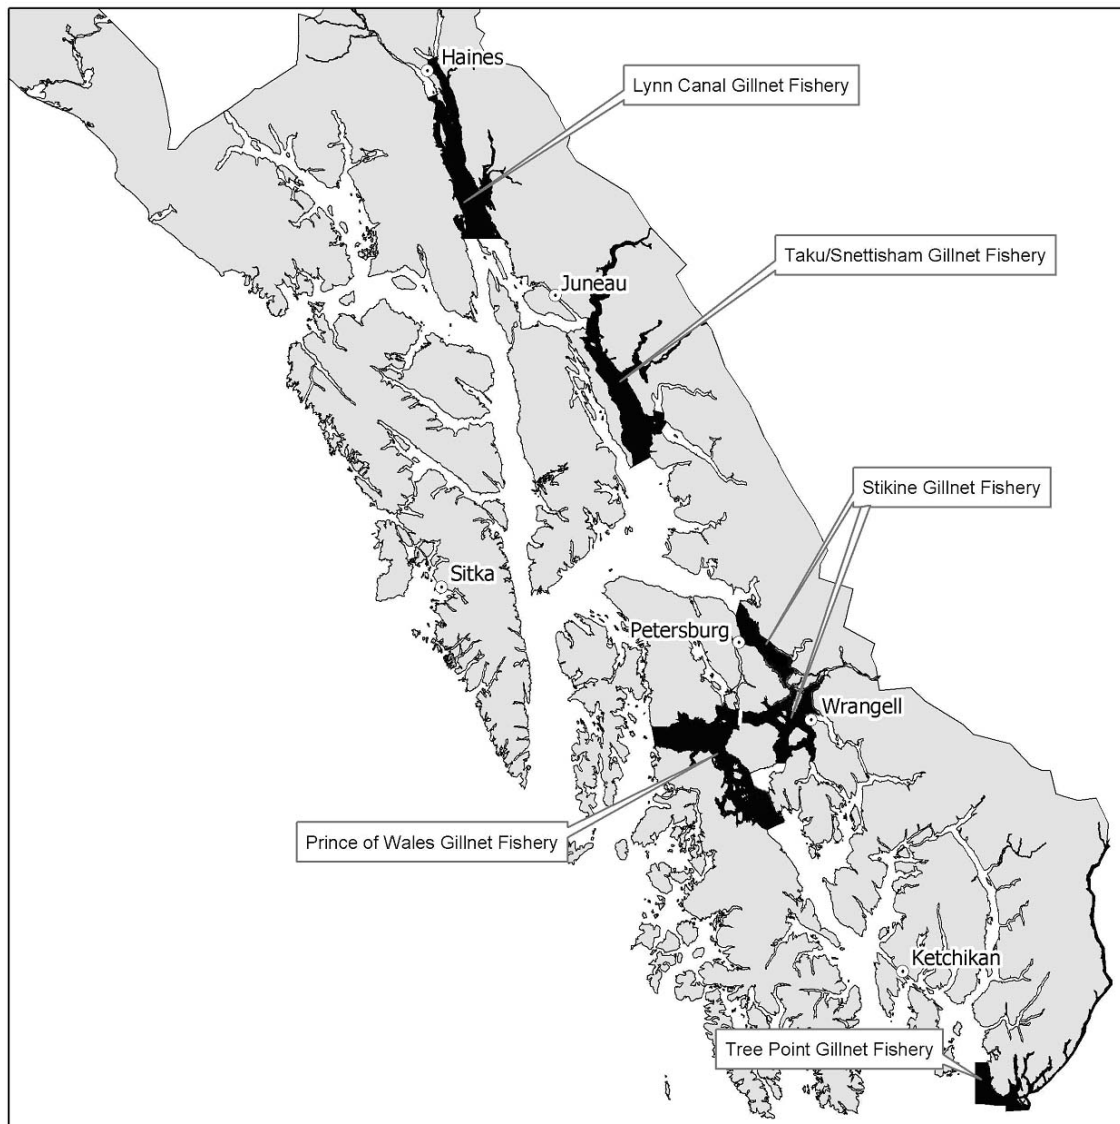 Haines
Lynn Canal Gillnet Fishery
Taku/Snettisham Gillnet Fishery
Juneau
Stikine Gillnet Fishery
Sitka
Petersburg
Wrangell
Prince of Wales Gillnet Fishery
Ketchikan
Tree Point Gillnet Fishery